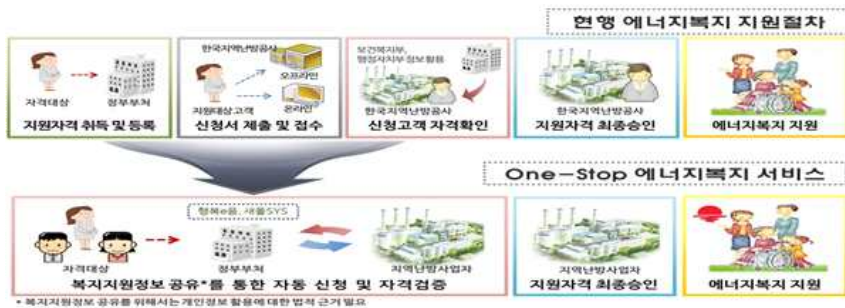 현행 에너지복지 지원절차
자격대상
정부부처
지원자격 취득 및 등록
한국지역난방공사
오프라인
지원대상고객
온라인
신청서 제출 및 접수
보건복지부,
행정자치부 정보활용
한국지역난방공사
신청고객 자격확인
한국지역난방공사
지원자격 최종승인
에너지복지 지원
One-Stop 에너지복지 서비스
행복e음, 새올SYS
자격대상
정부부처
지역난방사업자
복지지원정보 공유*를 통한 자동 신청 및 자격검증
지역난방사업자
지원자격 최종승인
에너지복지 지원
* 복지지원정보 공유를 위해서는 개인정보 활용에 대한 법적 근거 필요